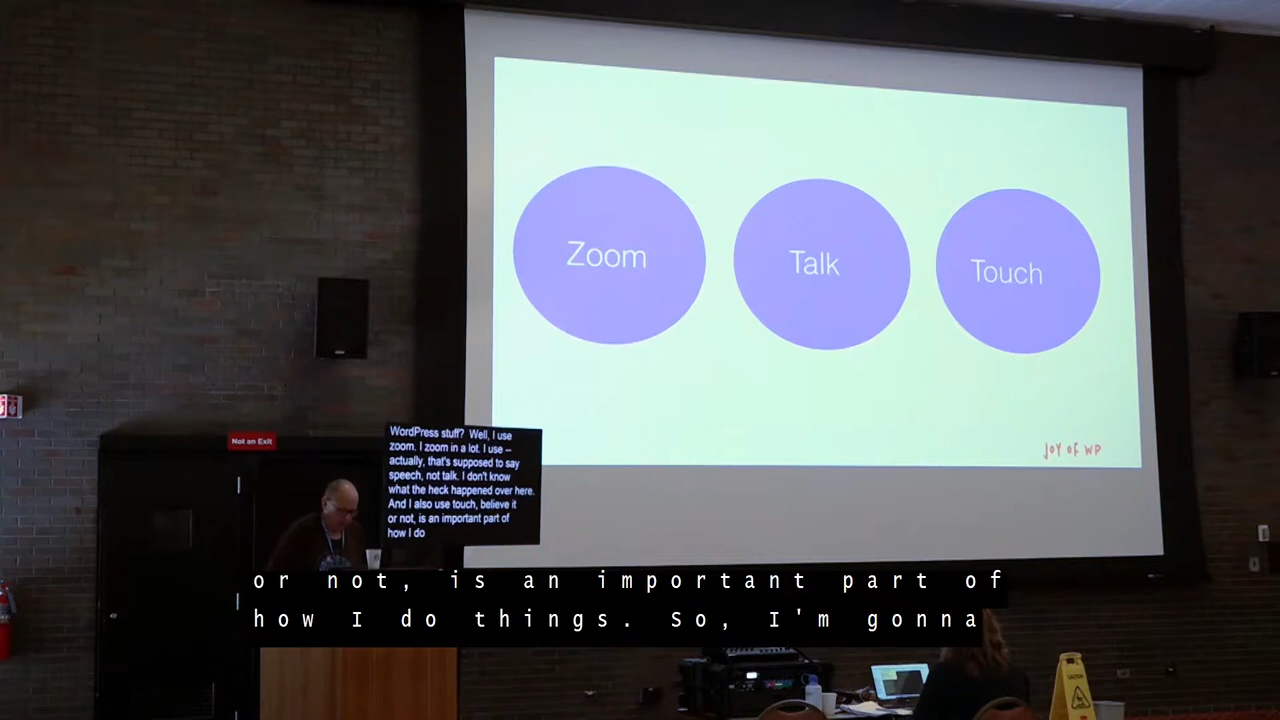 Zoom
Talk
Touch
JOY OF WP
Not an Exit
WordPress stuff?  Well, I use
zoom. I zoom in a lot. I use –
actually, that's supposed to say
speech, not talk. I don't know
what the heck happened over here.
And I also use touch, believe it
or not, is an important part of
how I do
or not, is an important part of
how I do things. So, I'm gonna
CAUTION